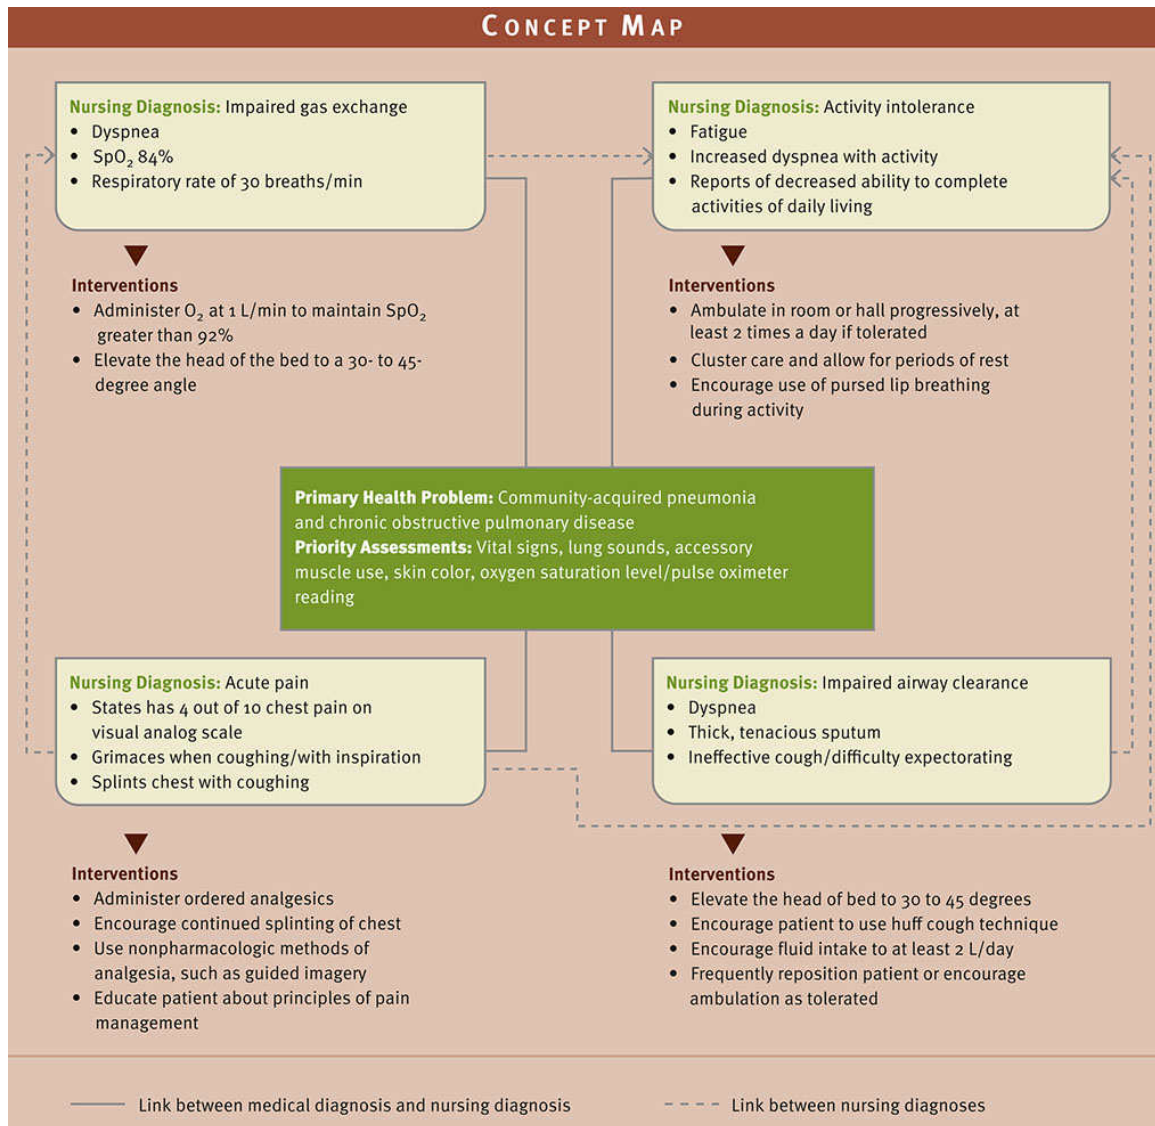 CONCEPT MAP
Nursing Diagnosis: Impaired gas exchange
• Dyspnea
• SpO₂ 84%
• Respiratory rate of 30 breaths/min
Interventions
• Administer O₂ at 1 L/min to maintain SpO₂
greater than 92%
• Elevate the head of the bed to a 30- to 45-
degree angle
Nursing Diagnosis: Activity intolerance
• Fatigue
• Increased dyspnea with activity
• Reports of decreased ability to complete
activities of daily living
Interventions
• Ambulate in room or hall progressively, at
least 2 times a day if tolerated
• Cluster care and allow for periods of rest
• Encourage use of pursed lip breathing
during activity
Primary Health Problem: Community-acquired pneumonia
and chronic obstructive pulmonary disease
Priority Assessments: Vital signs, lung sounds, accessory
muscle use, skin color, oxygen saturation level/pulse oximeter
reading
Nursing Diagnosis: Acute pain
• States has 4 out of 10 chest pain on
visual analog scale
• Grimaces when coughing/with inspiration
• Splints chest with coughing
Interventions
• Administer ordered analgesics
• Encourage continued splinting of chest
• Use nonpharmacologic methods of
analgesia, such as guided imagery
• Educate patient about principles of pain
management
Nursing Diagnosis: Impaired airway clearance
• Dyspnea
• Thick, tenacious sputum
• Ineffective cough/difficulty expectorating
Interventions
• Elevate the head of bed to 30 to 45 degrees
• Encourage patient to use huff cough technique
• Encourage fluid intake to at least 2 L/day
• Frequently reposition patient or encourage
ambulation as tolerated
Link between medical diagnosis and nursing diagnosis
Link between nursing diagnoses